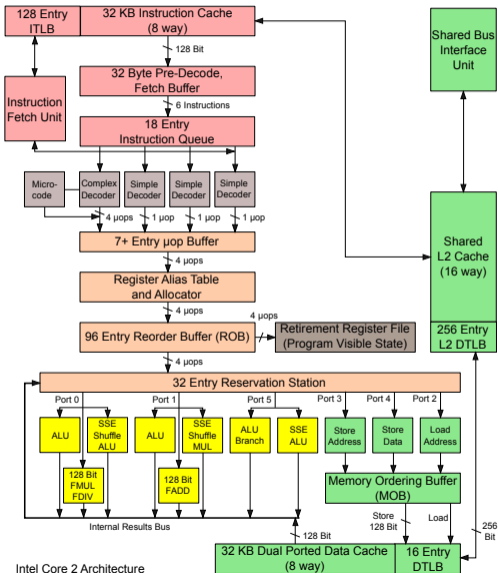 128 Entry
ITLB
32 KB Instruction Cache
(8 way)
Shared Bus
Interface
Unit
128 Bit
32 Byte Pre-Decode,
Fetch Buffer
Instruction
Fetch Unit
6 Instructions
18 Entry
Instruction Queue
Micro-
code
Complex
Decoder
Simple
Decoder
Simple
Decoder
Simple
Decoder
4 µops
1 µop
1 µop
1 µop
7+ Entry µop Buffer
4 µops
Register Alias Table
and Allocator
4 µops
4 µops
96 Entry Reorder Buffer (ROB)
Retirement Register File
(Program Visible State)
Shared
L2 Cache
(16 way)
256 Entry
L2 DTLB
4 µops
32 Entry Reservation Station
Port 0
Port 1
Port 5
Port 3
Port 4
Port 2
ALU
SSE
Shuffle
ALU
ALU
SSE
Shuffle
MUL
ALU
Branch
SSE
ALU
Store
Address
Store
Data
Load
Address
128 Bit
FMUL
FDIV
128 Bit
FADD
Memory Ordering Buffer
(MOB)
Internal Results Bus
Store
128 Bit
Load
128 Bit
256
Bit
32 KB Dual Ported Data Cache
(8 way)
16 Entry
DTLB
Intel Core 2 Architecture